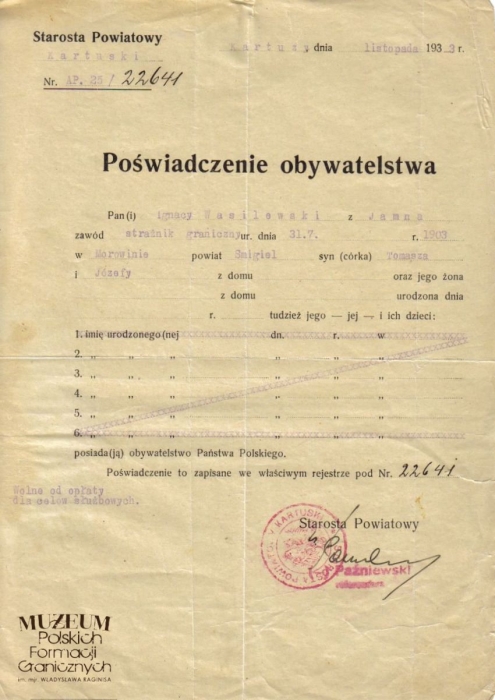 Starosta Powiatowy
Kartuski
Kartuzy, dnia listopada 1933 r.
Nr. AP. 25/22641
Poświadczenie obywatelstwa
Pan(i) Ignacy Wasilewski z Jamna
zawód strażnik graniczny ur. dnia 31.7. r. 1903
w powiat Śmigiel syn (córka) Tomasza
i Józefy z domu oraz jego żona
z domu urodzona dnia
r. tudzież jego — jej — i ich dzieci:
1. imię urodzonego(nej dn. r. w
2. „ „ „ „ „ „
3. „ „ „ „ „ „
4. „ „ „ „ „ „
5. „ „ „ „ „ „
6. „ „ „ „ „ „
posiada(ją) obywatelstwo Państwa Polskiego.
Poświadczenie to zapisane we właściwym rejestrze pod Nr. 22641
Wolne od opłaty
dla celów służbowych.
Starosta Powiatowy
Paźniewski
MUZEUM
Polskich
Formacji
Granicznych
im. mjr. WŁADYSŁAWA RAGINISA